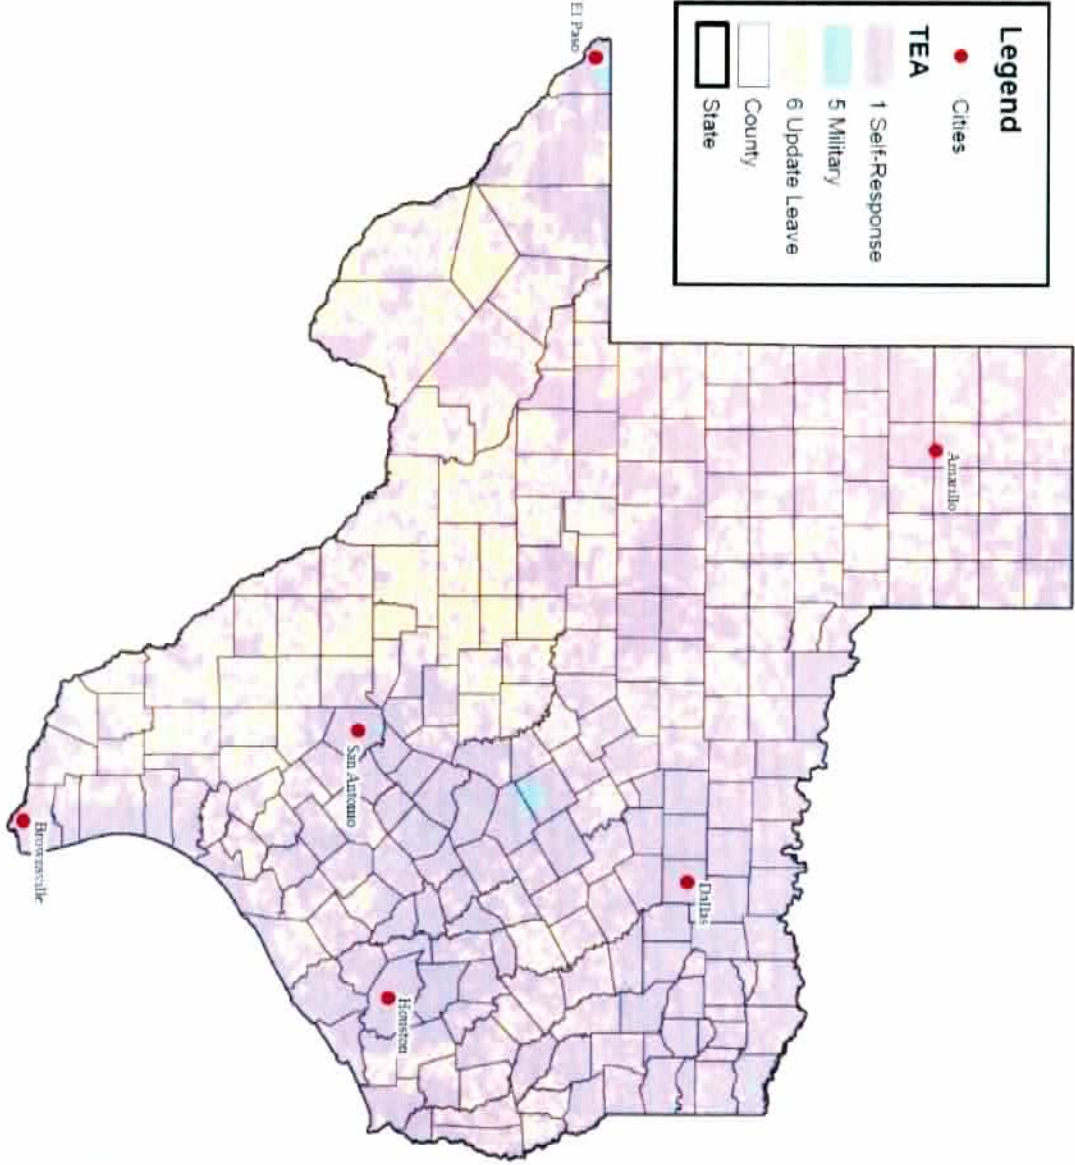 Legend
Cities
TEA
1 Self-Response
5 Military
6 Update Leave
County
State
El Paso
Amarillo
Dallas
San Antonio
Houston
Brownsville